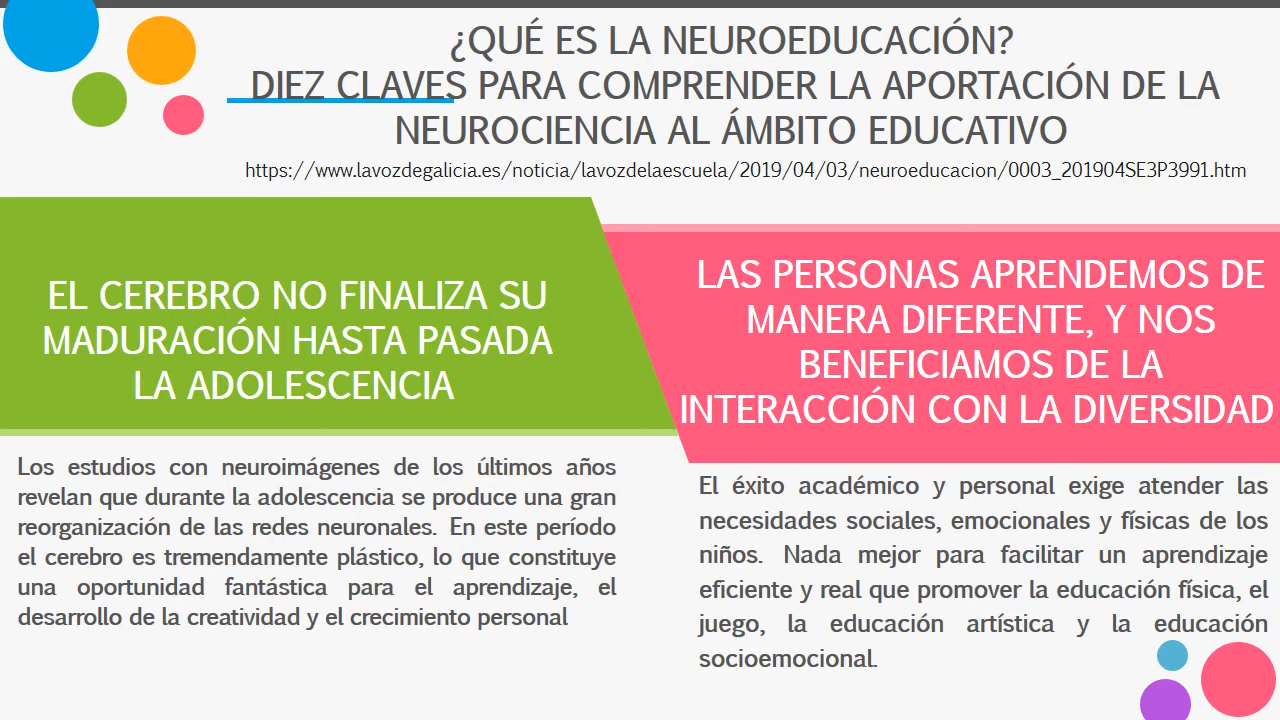 ¿QUÉ ES LA NEUROEDUCACIÓN?
DIEZ CLAVES PARA COMPRENDER LA APORTACIÓN DE LA
NEUROCIENCIA AL ÁMBITO EDUCATIVO
https://www.lavozdegalicia.es/noticia/lavozdelaescuela/2019/04/03/neuroeducacion/0003_201904SE3P3991.htm
EL CEREBRO NO FINALIZA SU
MADURACIÓN HASTA PASADA
LA ADOLESCENCIA
Los estudios con neuroimágenes de los últimos años
revelan que durante la adolescencia se produce una gran
reorganización de las redes neuronales. En este período
el cerebro es tremendamente plástico, lo que constituye
una oportunidad fantástica para el aprendizaje, el
desarrollo de la creatividad y el crecimiento personal
LAS PERSONAS APRENDEMOS DE
MANERA DIFERENTE, Y NOS
BENEFICIAMOS DE LA
INTERACCIÓN CON LA DIVERSIDAD
El éxito académico y personal exige atender las
necesidades sociales, emocionales y físicas de los
niños. Nada mejor para facilitar un aprendizaje
eficiente y real que promover la educación física, el
juego, la educación artística y la educación
socioemocional.